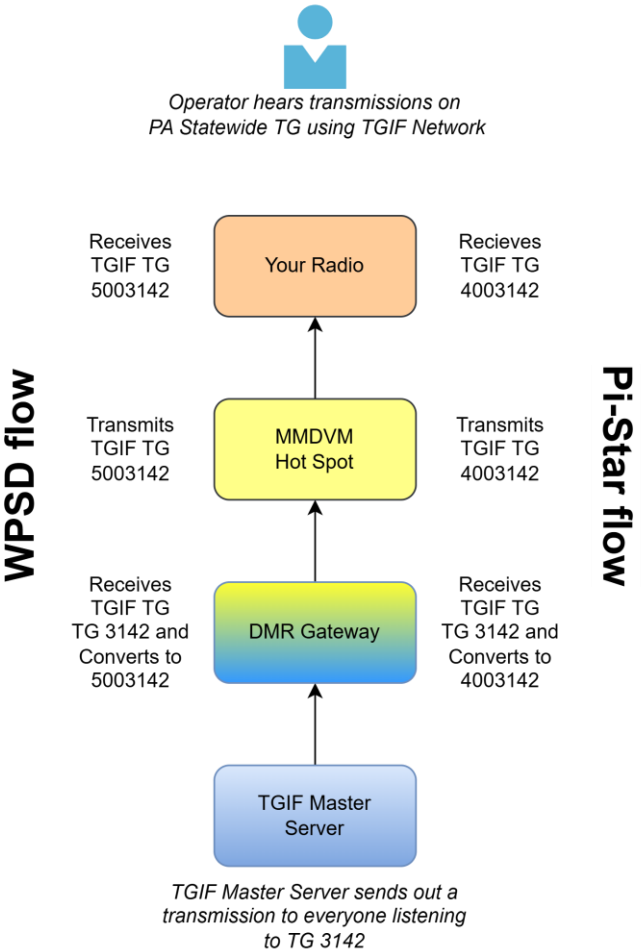 Operator hears transmissions on
PA Statewide TG using TGIF Network
Receives
TGIF TG
5003142
Your Radio
Recieves
TGIF TG
4003142
WPSD flow
Transmits
TGIF TG
5003142
MMDVM
Hot Spot
Transmits
TGIF TG
4003142
Pi-Star flow
Receives
TGIF TG
TG 3142 and
Converts to
5003142
DMR Gateway
Receives
TGIF TG
TG 3142 and
Converts to
4003142
TGIF Master
Server
TGIF Master Server sends out a
transmission to everyone listening
to TG 3142